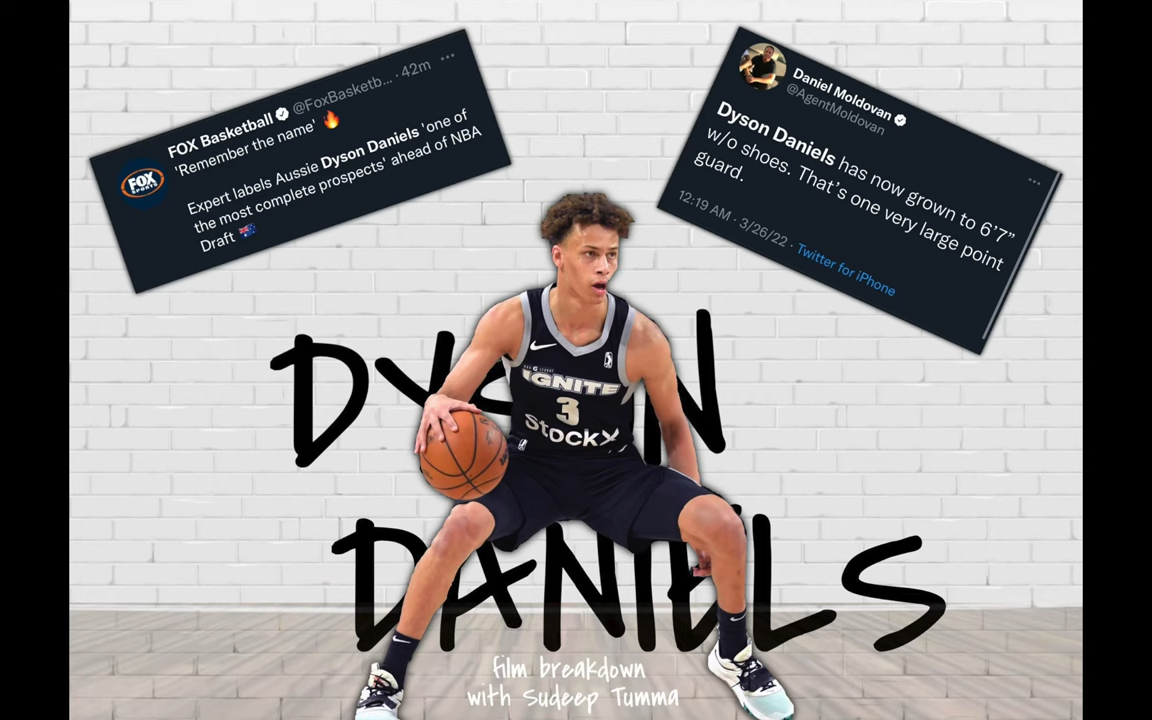 FOX Basketball @FoxBasketb... · 42m
'Remember the name' 🔥
FOX
SPORTS
Expert labels Aussie Dyson Daniels 'one of
the most complete prospects' ahead of NBA
Draft 🇦🇺
Daniel Moldovan
@AgentMoldovan
Dyson Daniels has now grown to 6'7"
w/o shoes. That's one very large point
guard.
12:19 AM · 3/26/22 · Twitter for iPhone
DYSON
IGNITE
3
StockX
DANIELS
film breakdown
with Sudeep Tumma